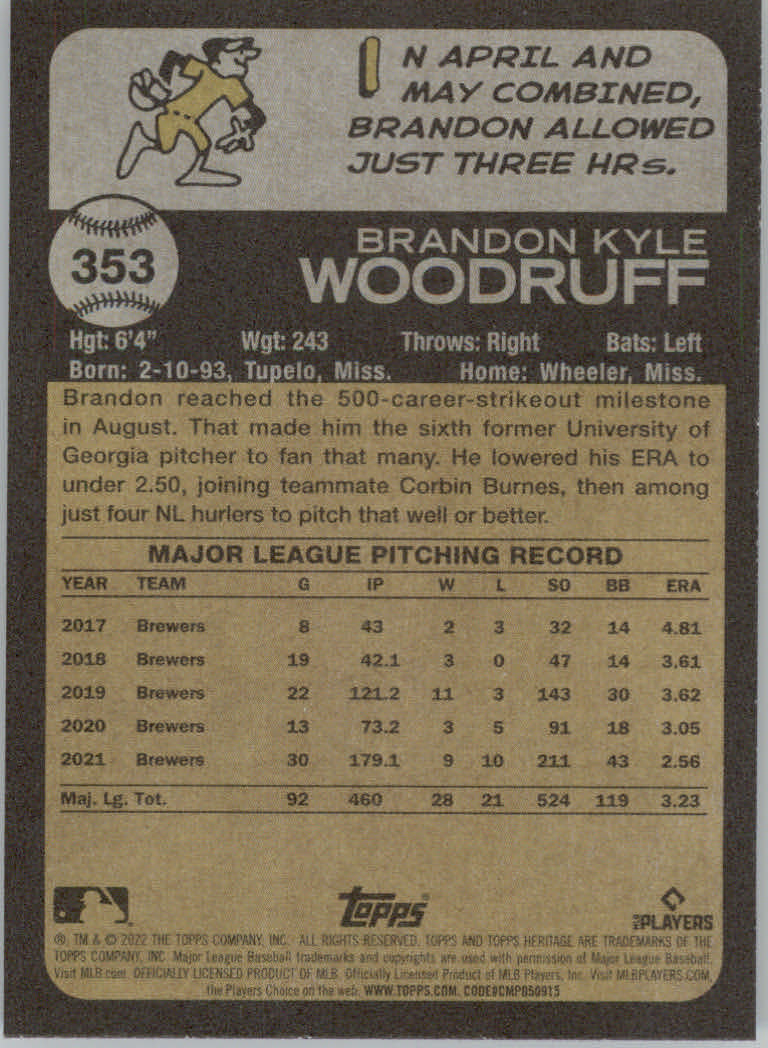 IN APRIL AND
MAY COMBINED,
BRANDON ALLOWED
JUST THREE HRs.
353
BRANDON KYLE
WOODRUFF
Hgt: 6'4" Wgt: 243 Throws: Right Bats: Left
Born: 2-10-93, Tupelo, Miss. Home: Wheeler, Miss.
Brandon reached the 500-career-strikeout milestone
in August. That made him the sixth former University of
Georgia pitcher to fan that many. He lowered his ERA to
under 2.50, joining teammate Corbin Burnes, then among
just four NL hurlers to pitch that well or better.
MAJOR LEAGUE PITCHING RECORD
YEAR TEAM G IP W L SO BB ERA
2017 Brewers 8 43 2 3 32 14 4.81
2018 Brewers 19 42.1 3 0 47 14 3.61
2019 Brewers 22 121.2 11 3 143 30 3.62
2020 Brewers 13 73.2 3 5 91 18 3.05
2021 Brewers 30 179.1 9 10 211 43 2.56
Maj. Lg. Tot. 92 460 28 21 524 119 3.23
topps®
MLB PLAYERS
®, TM & © 2022 THE TOPPS COMPANY, INC. ALL RIGHTS RESERVED. TOPPS AND TOPPS HERITAGE ARE TRADEMARKS OF THE
TOPPS COMPANY, INC. Major League Baseball trademarks and copyrights are used with permission of Major League Baseball.
Visit MLB.com. OFFICIALLY LICENSED PRODUCT OF MLB. Officially Licensed Product of MLB Players, Inc. Visit MLBPLAYERS.COM,
the Players Choice on the web. WWW.TOPPS.COM. CODE#CMP050915